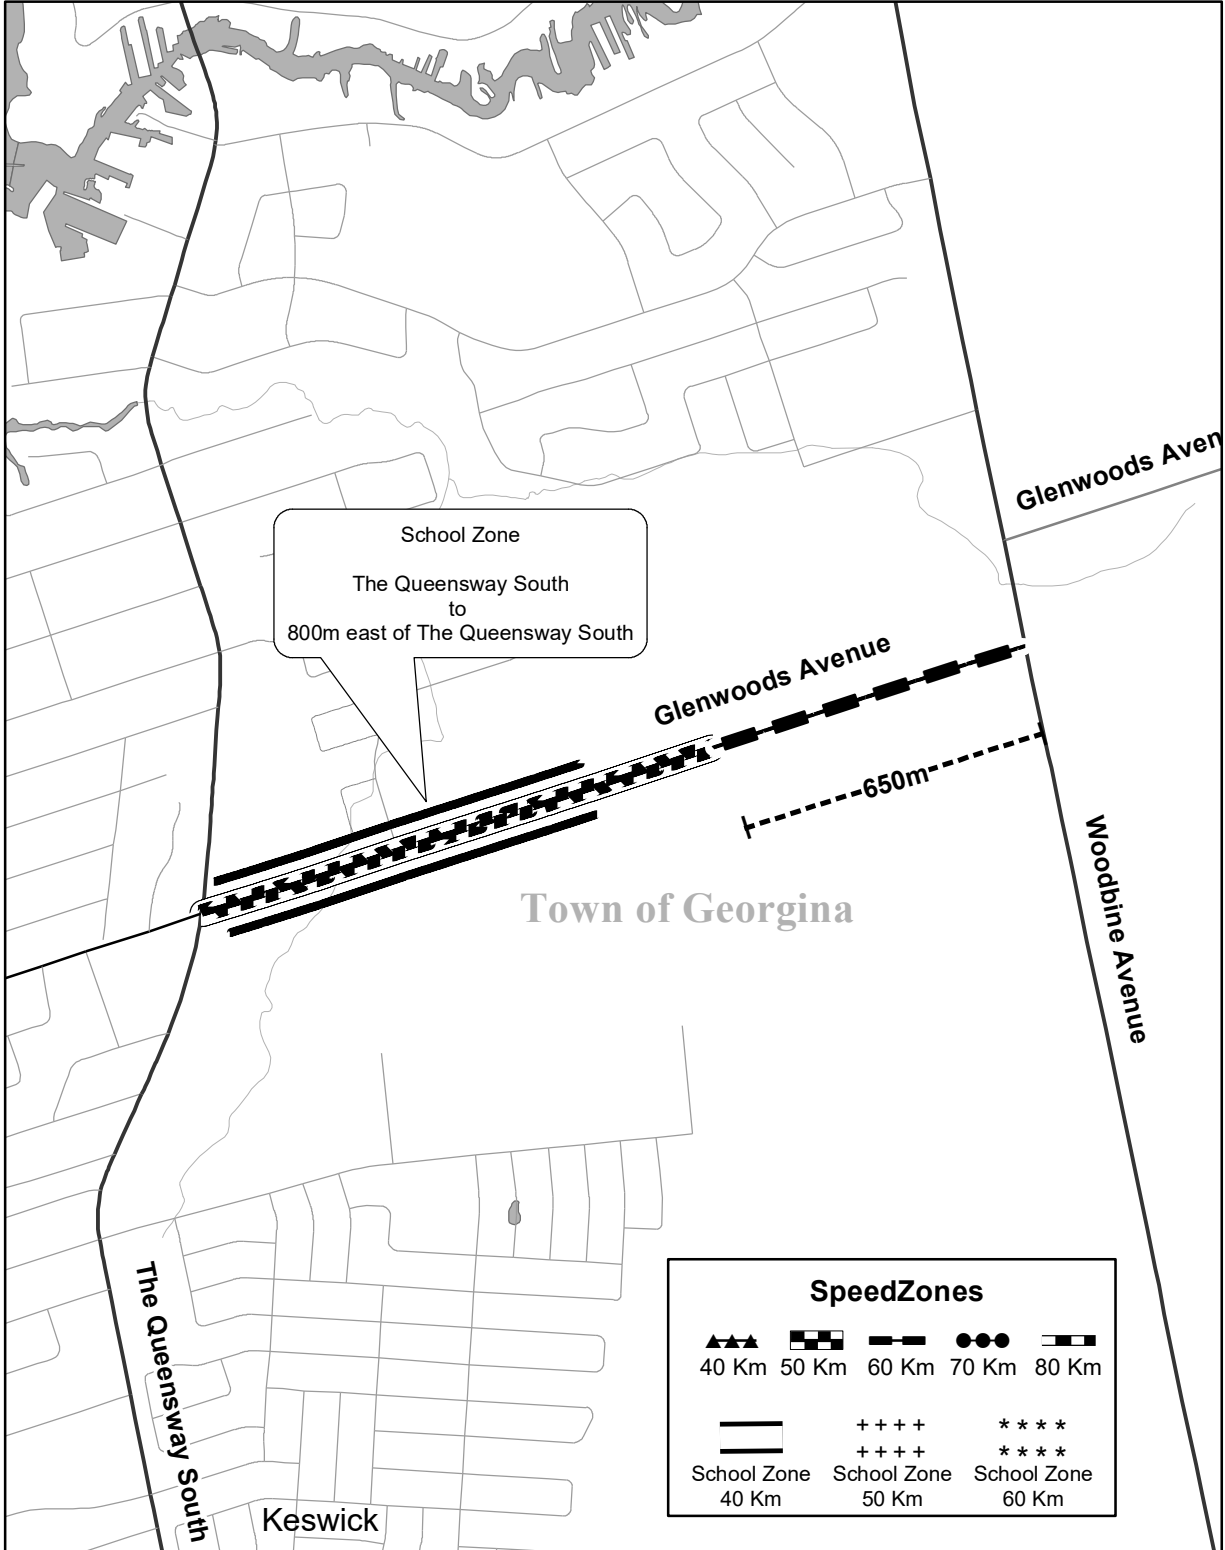 Glenwoods Aven
School Zone
The Queensway South
to
800m east of The Queensway South
Glenwoods Avenue
650m
Woodbine Avenue
Town of Georgina
The Queensway South
Keswick
SpeedZones
40 Km 50 Km 60 Km 70 Km 80 Km
School Zone School Zone School Zone
40 Km 50 Km 60 Km